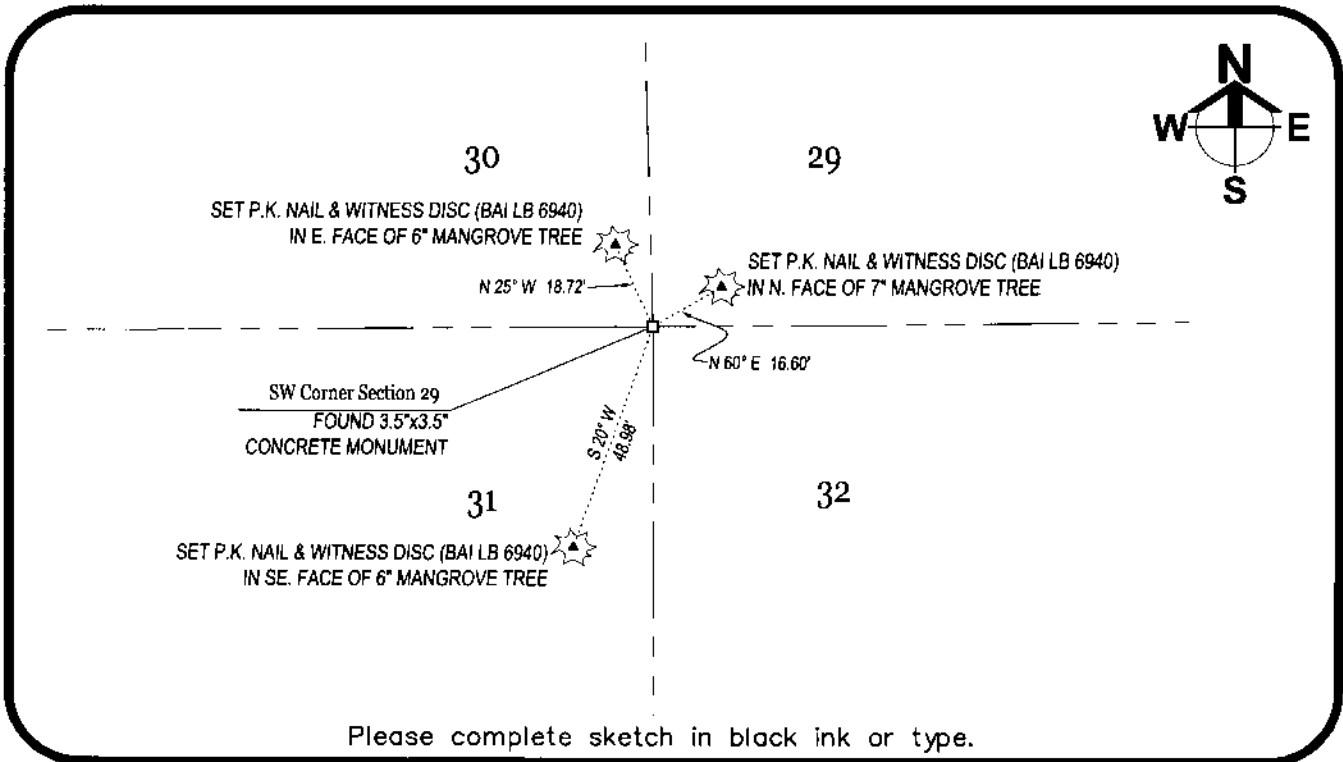 N
W E
S
30
29
SET P.K. NAIL & WITNESS DISC (BAI LB 6940)
IN E. FACE OF 6" MANGROVE TREE
SET P.K. NAIL & WITNESS DISC (BAI LB 6940)
IN N. FACE OF 7" MANGROVE TREE
N 25° W 18.72'
N 60° E 16.60'
SW Corner Section 29
FOUND 3.5"x3.5"
CONCRETE MONUMENT
S 20° W
48.98'
31
32
SET P.K. NAIL & WITNESS DISC (BAI LB 6940)
IN SE. FACE OF 6" MANGROVE TREE
Please complete sketch in black ink or type.